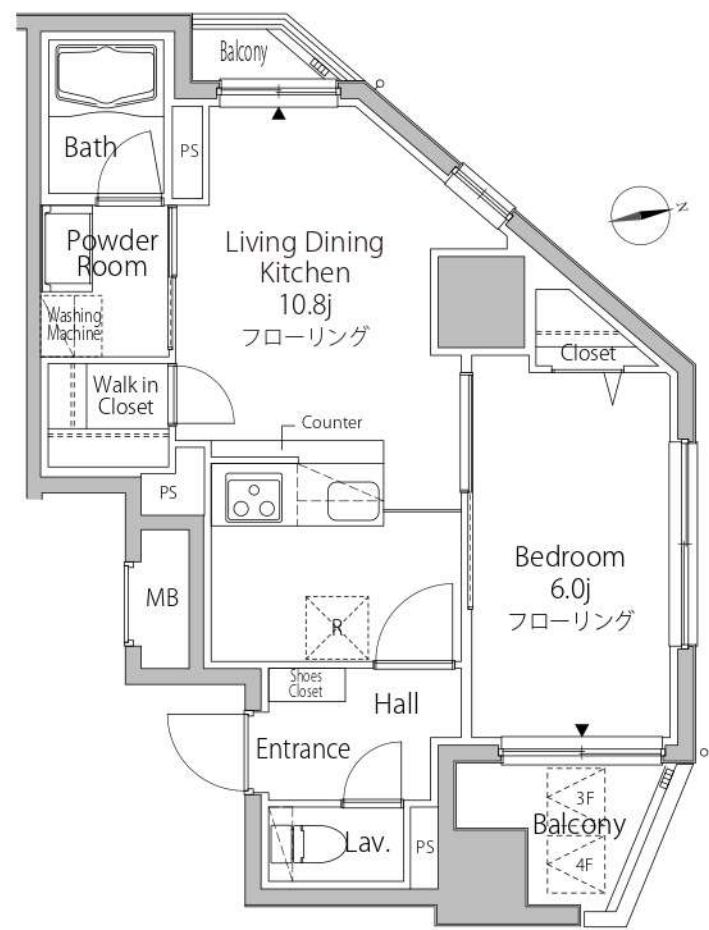 Balcony
Bath
PS
Powder
Room
Living Dining
Kitchen
10.8j
フローリング
N
Washing
Machine
Closet
Walk in
Closet
Counter
PS
MB
Bedroom
6.0j
フローリング
R
Shoes
Closet
Hall
Entrance
Lav.
PS
3F
Balcony
4F